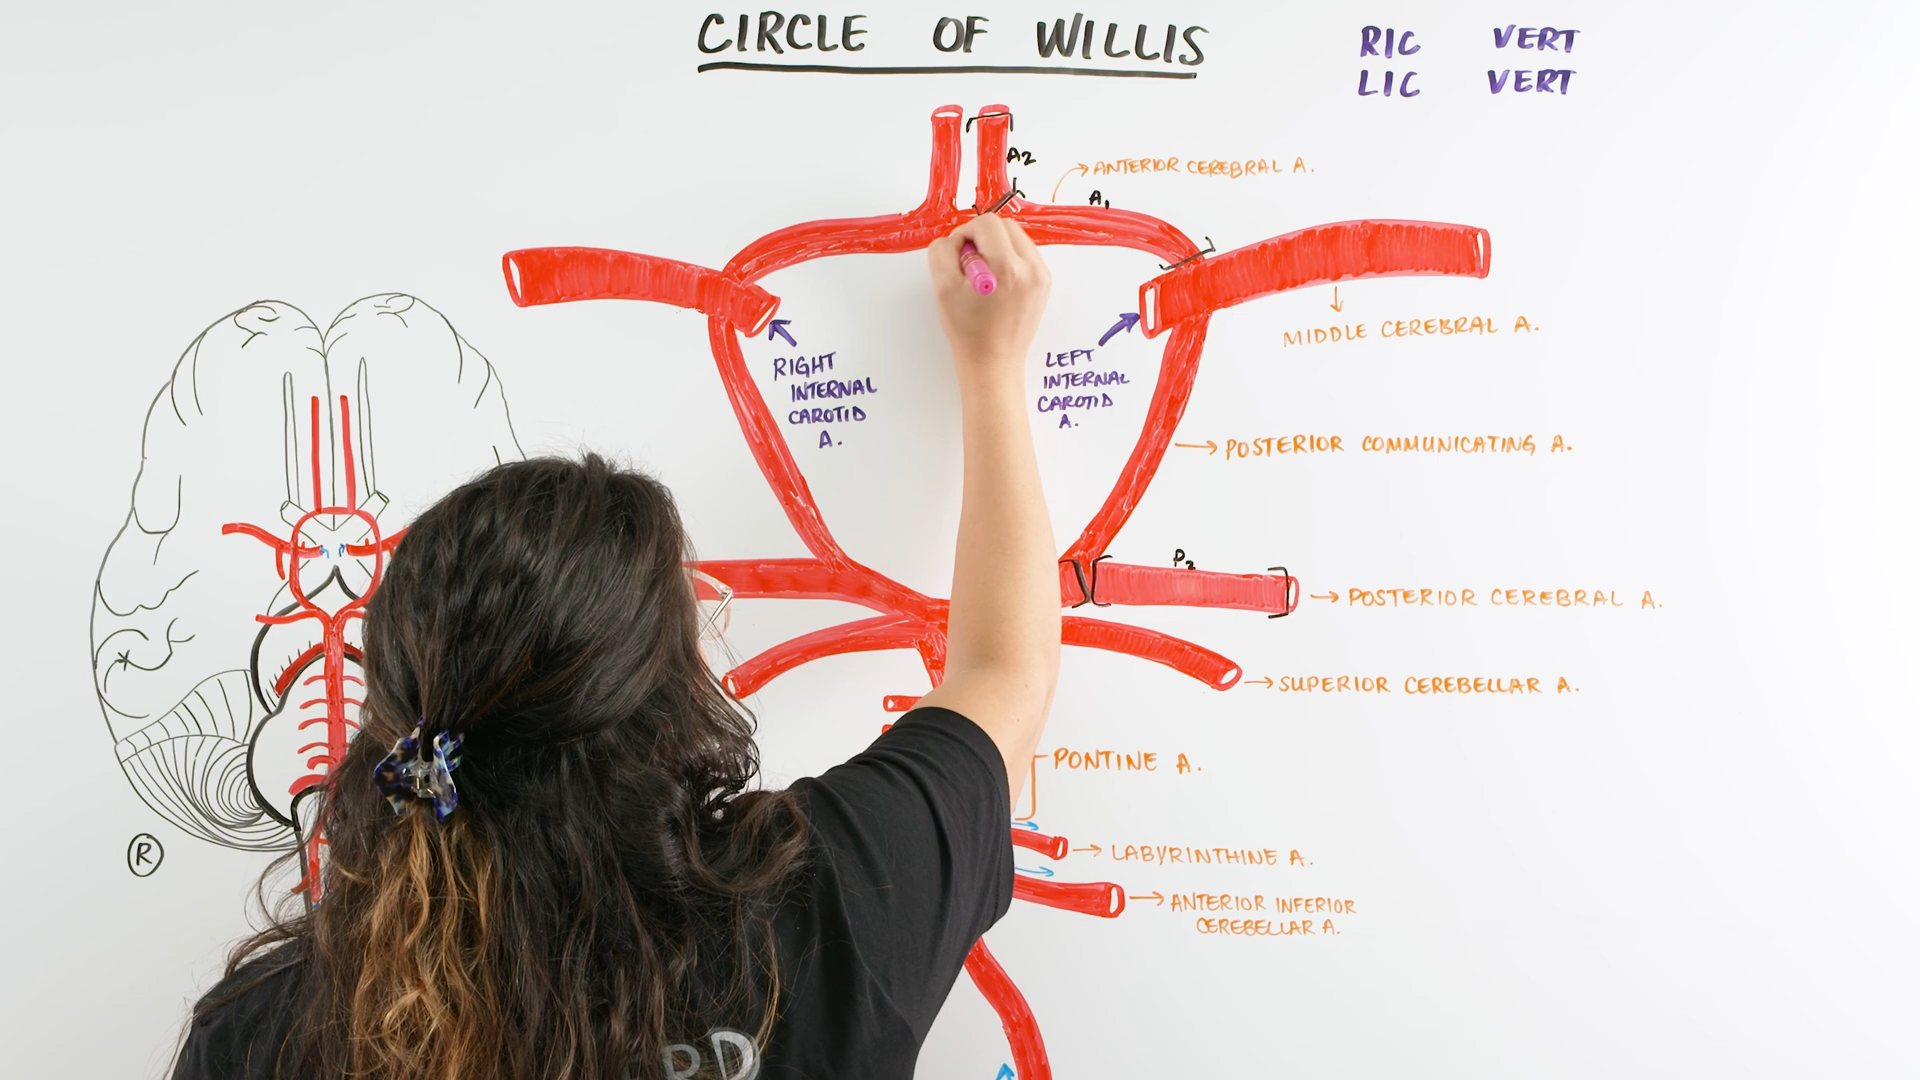 CIRCLE OF WILLIS
RIC VERT
LIC VERT
A2
ANTERIOR CEREBRAL A.
A1
MIDDLE CEREBRAL A.
RIGHT
INTERNAL
CAROTID
A.
LEFT
INTERNAL
CAROTID
A.
POSTERIOR COMMUNICATING A.
P2
POSTERIOR CEREBRAL A.
SUPERIOR CEREBELLAR A.
PONTINE A.
LABYRINTHINE A.
R
ANTERIOR INFERIOR
CEREBELLAR A.